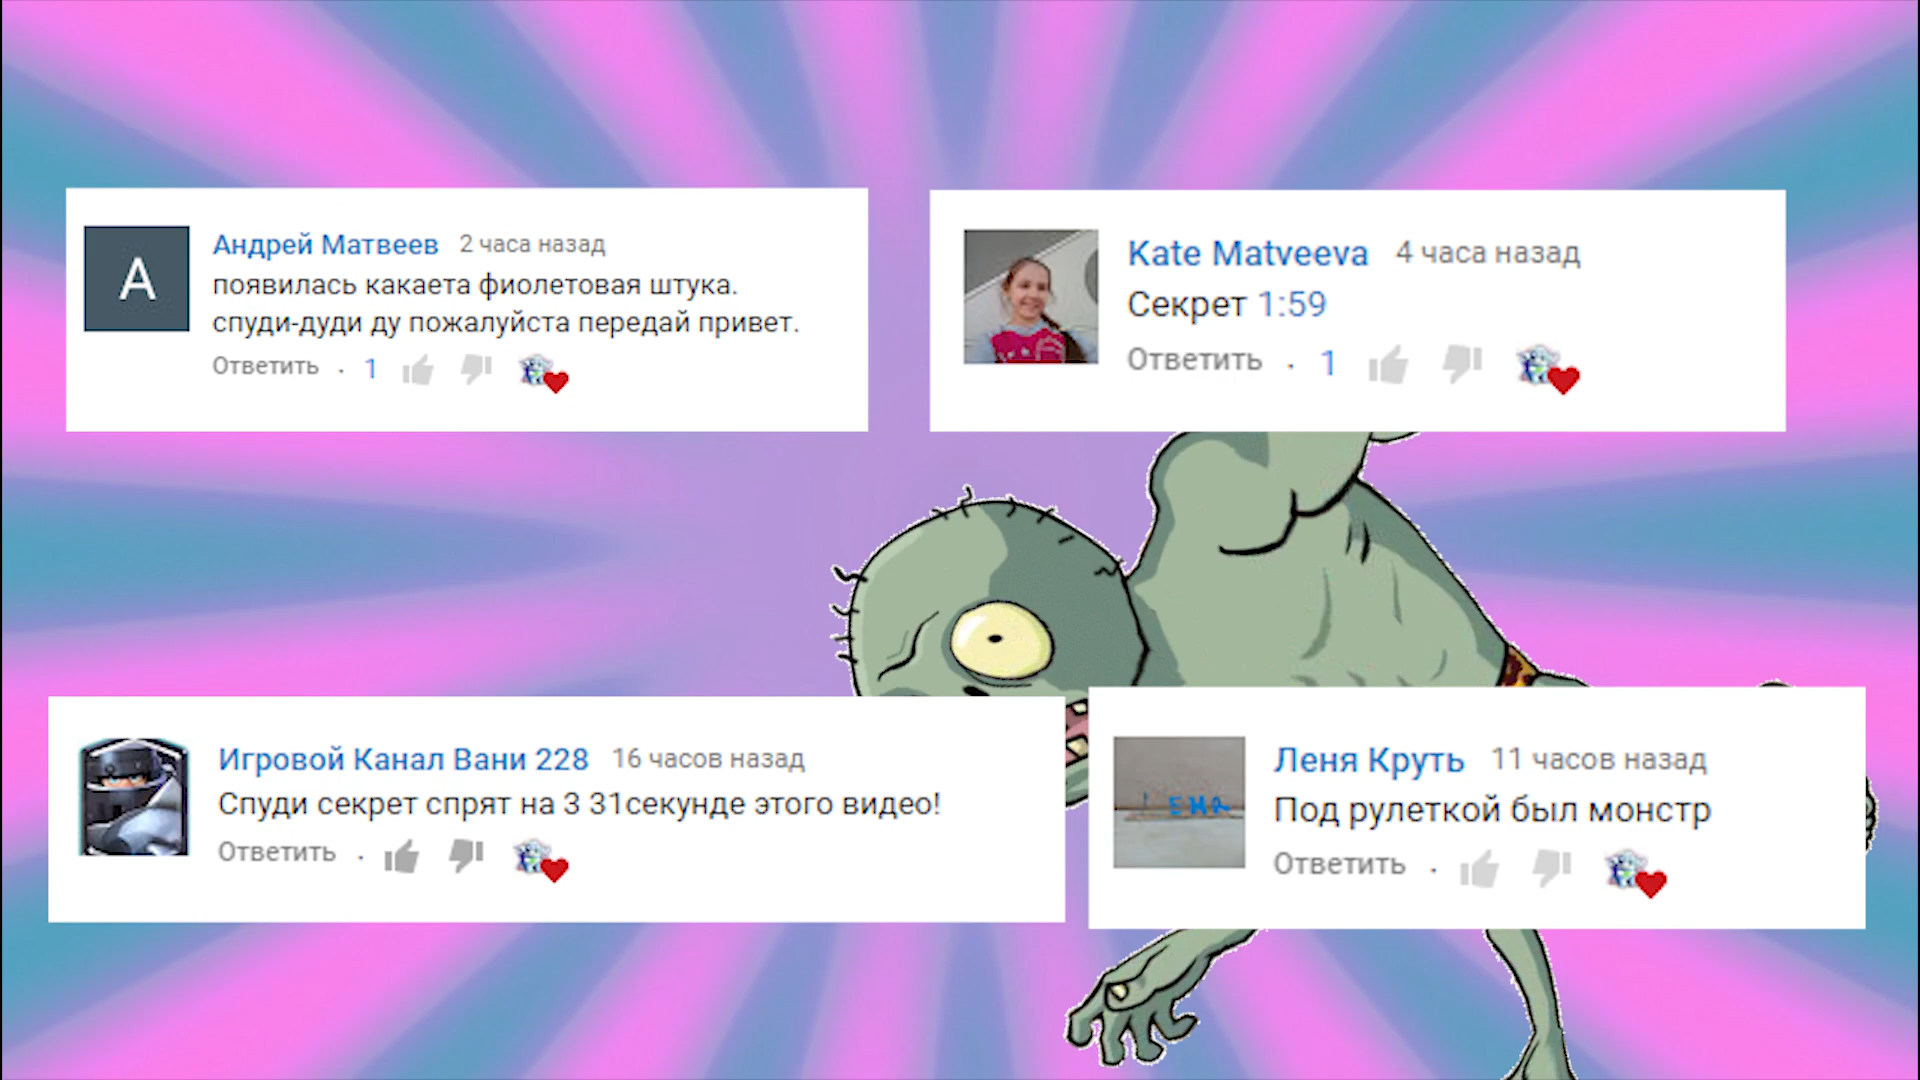 А
Андрей Матвеев 2 часа назад
появилась какаета фиолетовая штука.
спуди-дуди ду пожалуйста передай привет.
Ответить · 1
Kate Matveeva 4 часа назад
Секрет 1:59
Ответить · 1
Игровой Канал Вани 228 16 часов назад
Спуди секрет спрят на 3 31секунде этого видео!
Ответить ·
Леня Круть 11 часов назад
Под рулеткой был монстр
Ответить ·